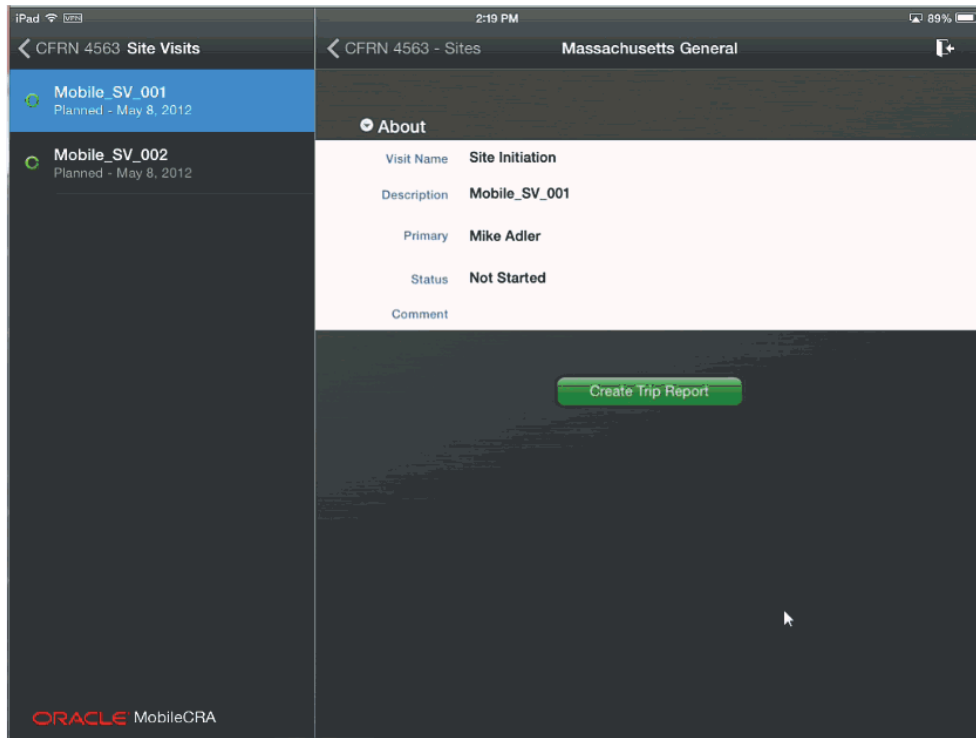 iPad VPN 2:19 PM 89%
CFRN 4563 Site Visits
Mobile_SV_001
Planned - May 8, 2012
Mobile_SV_002
Planned - May 8, 2012
ORACLE MobileCRA
CFRN 4563 - Sites Massachusetts General
About
Visit Name Site Initiation
Description Mobile_SV_001
Primary Mike Adler
Status Not Started
Comment
Create Trip Report